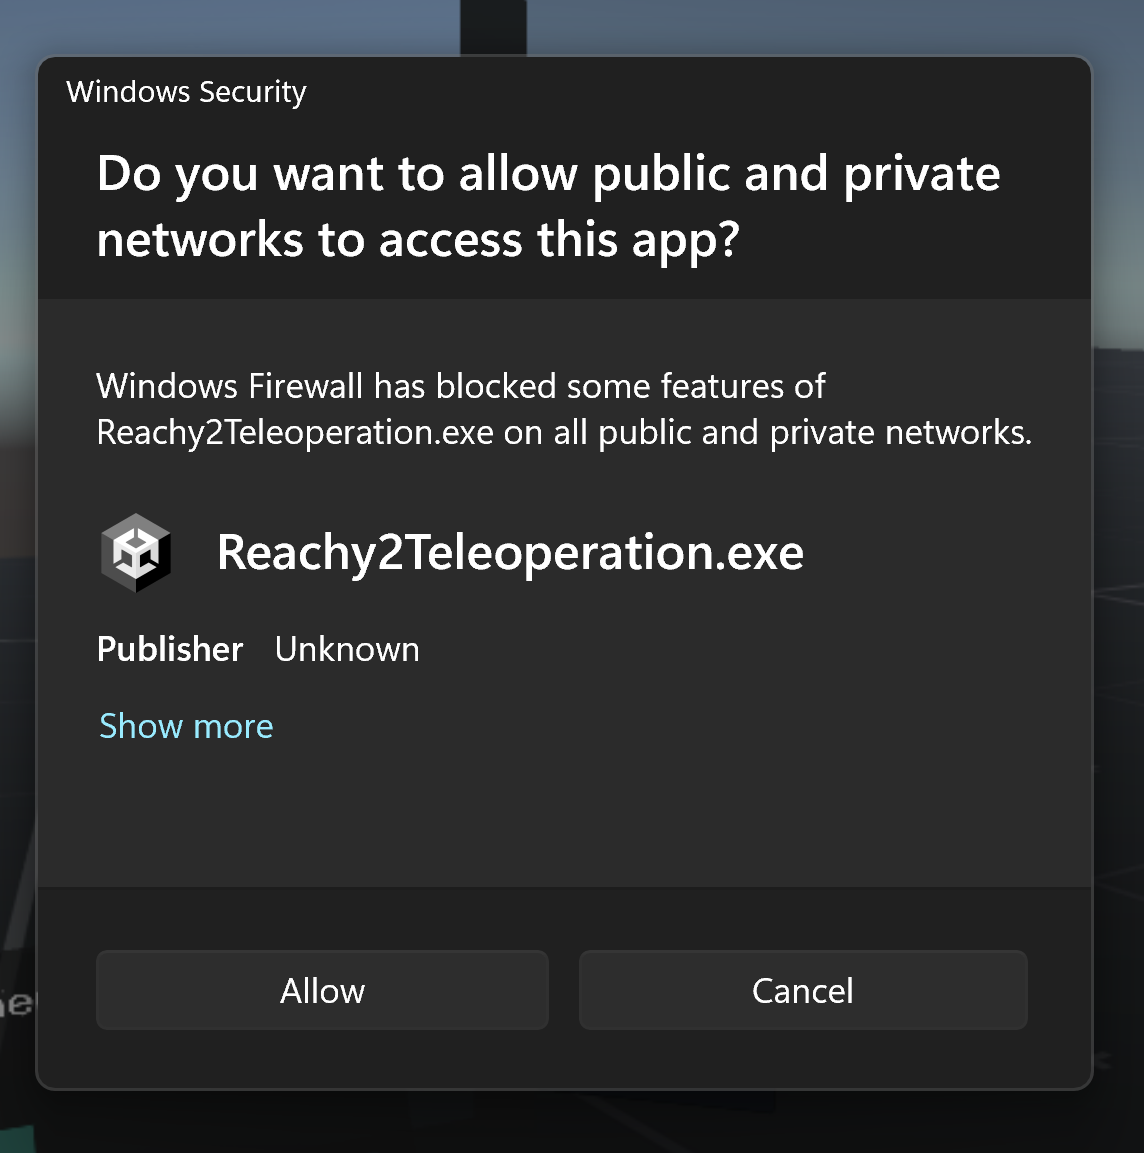 Windows Security
Do you want to allow public and private
networks to access this app?
Windows Firewall has blocked some features of
Reachy2Teleoperation.exe on all public and private networks.
Reachy2Teleoperation.exe
Publisher Unknown
Show more
Allow Cancel